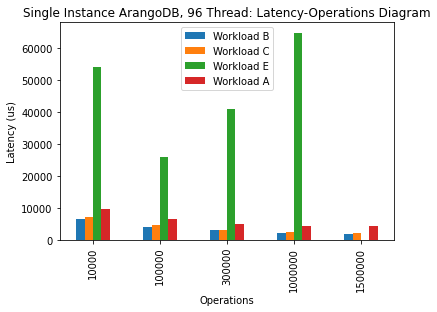 Single Instance ArangoDB, 96 Thread: Latency-Operations Diagram
Workload B
Workload C
Workload E
Workload A
Latency (us)
60000
50000
40000
30000
20000
10000
0
10000
100000
300000
1000000
1500000
Operations